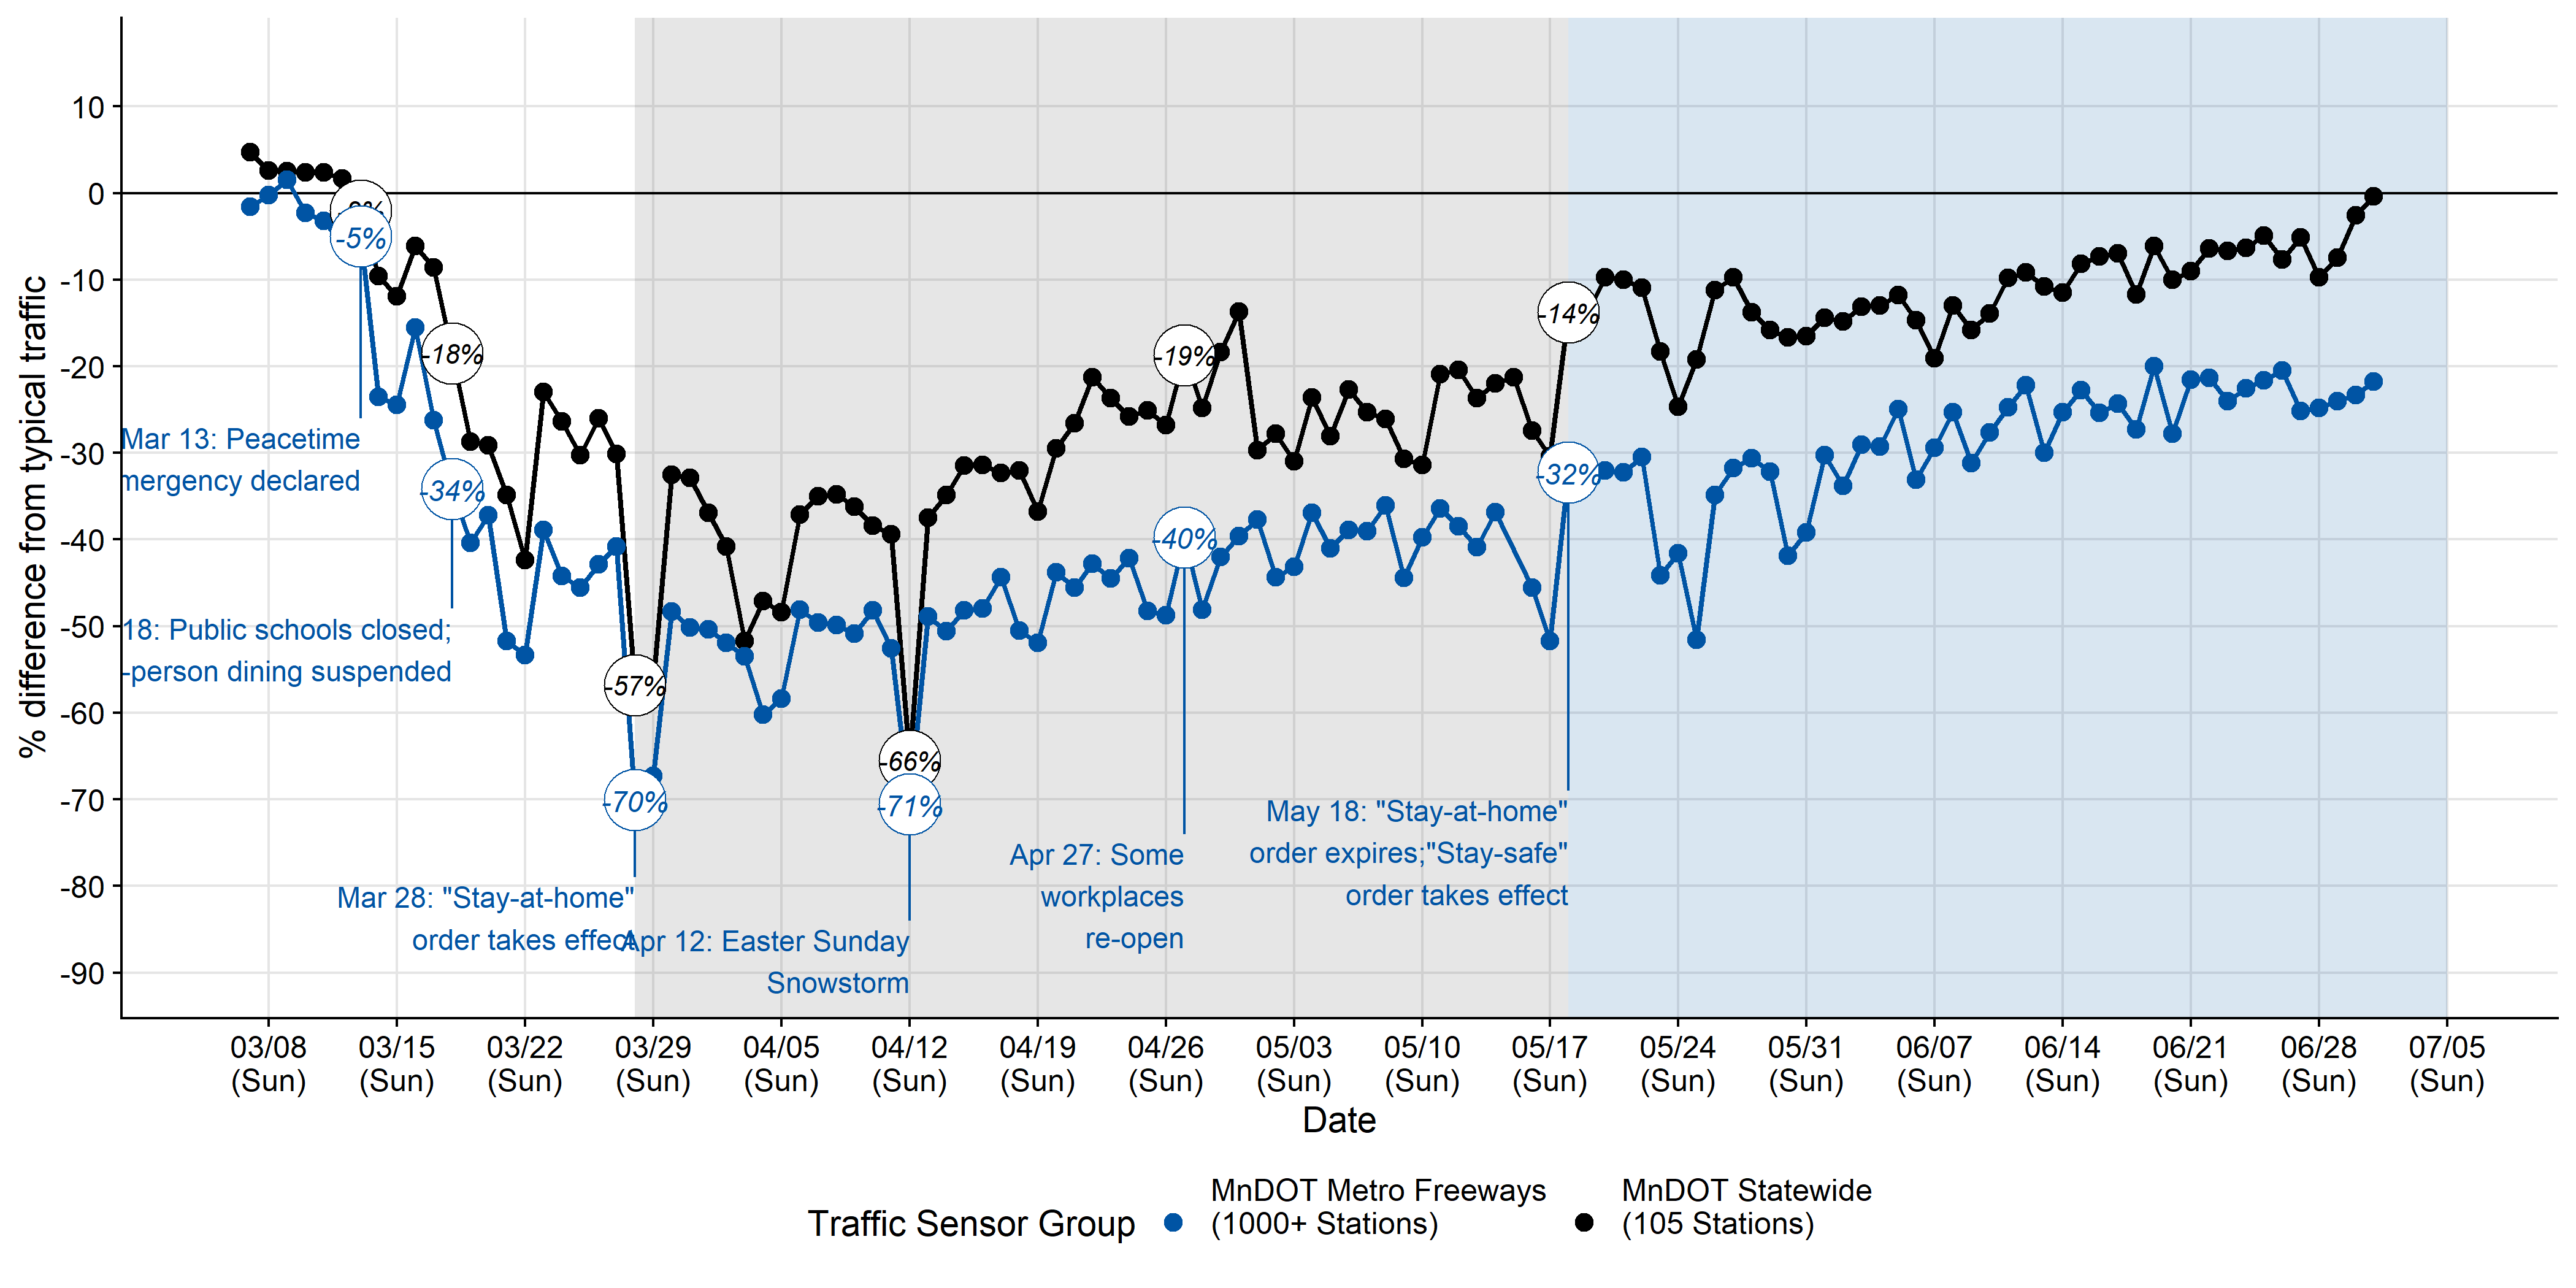 % difference from typical traffic
10
0
-10
-20
-30
-40
-50
-60
-70
-80
-90
-5%
-18%
-34%
-57%
-70%
-66%
-71%
-19%
-40%
-14%
-32%
Mar 13: Peacetime
mergency declared
18: Public schools closed;
-person dining suspended
Mar 28: "Stay-at-home"
order takes effect
Apr 12: Easter Sunday
Snowstorm
Apr 27: Some
workplaces
re-open
May 18: "Stay-at-home"
order expires;"Stay-safe"
order takes effect
03/08 03/15 03/22 03/29 04/05 04/12 04/19 04/26 05/03 05/10 05/17 05/24 05/31 06/07 06/14 06/21 06/28 07/05
(Sun) (Sun) (Sun) (Sun) (Sun) (Sun) (Sun) (Sun) (Sun) (Sun) (Sun) (Sun) (Sun) (Sun) (Sun) (Sun) (Sun) (Sun)
Date
Traffic Sensor Group
MnDOT Metro Freeways
(1000+ Stations)
MnDOT Statewide
(105 Stations)